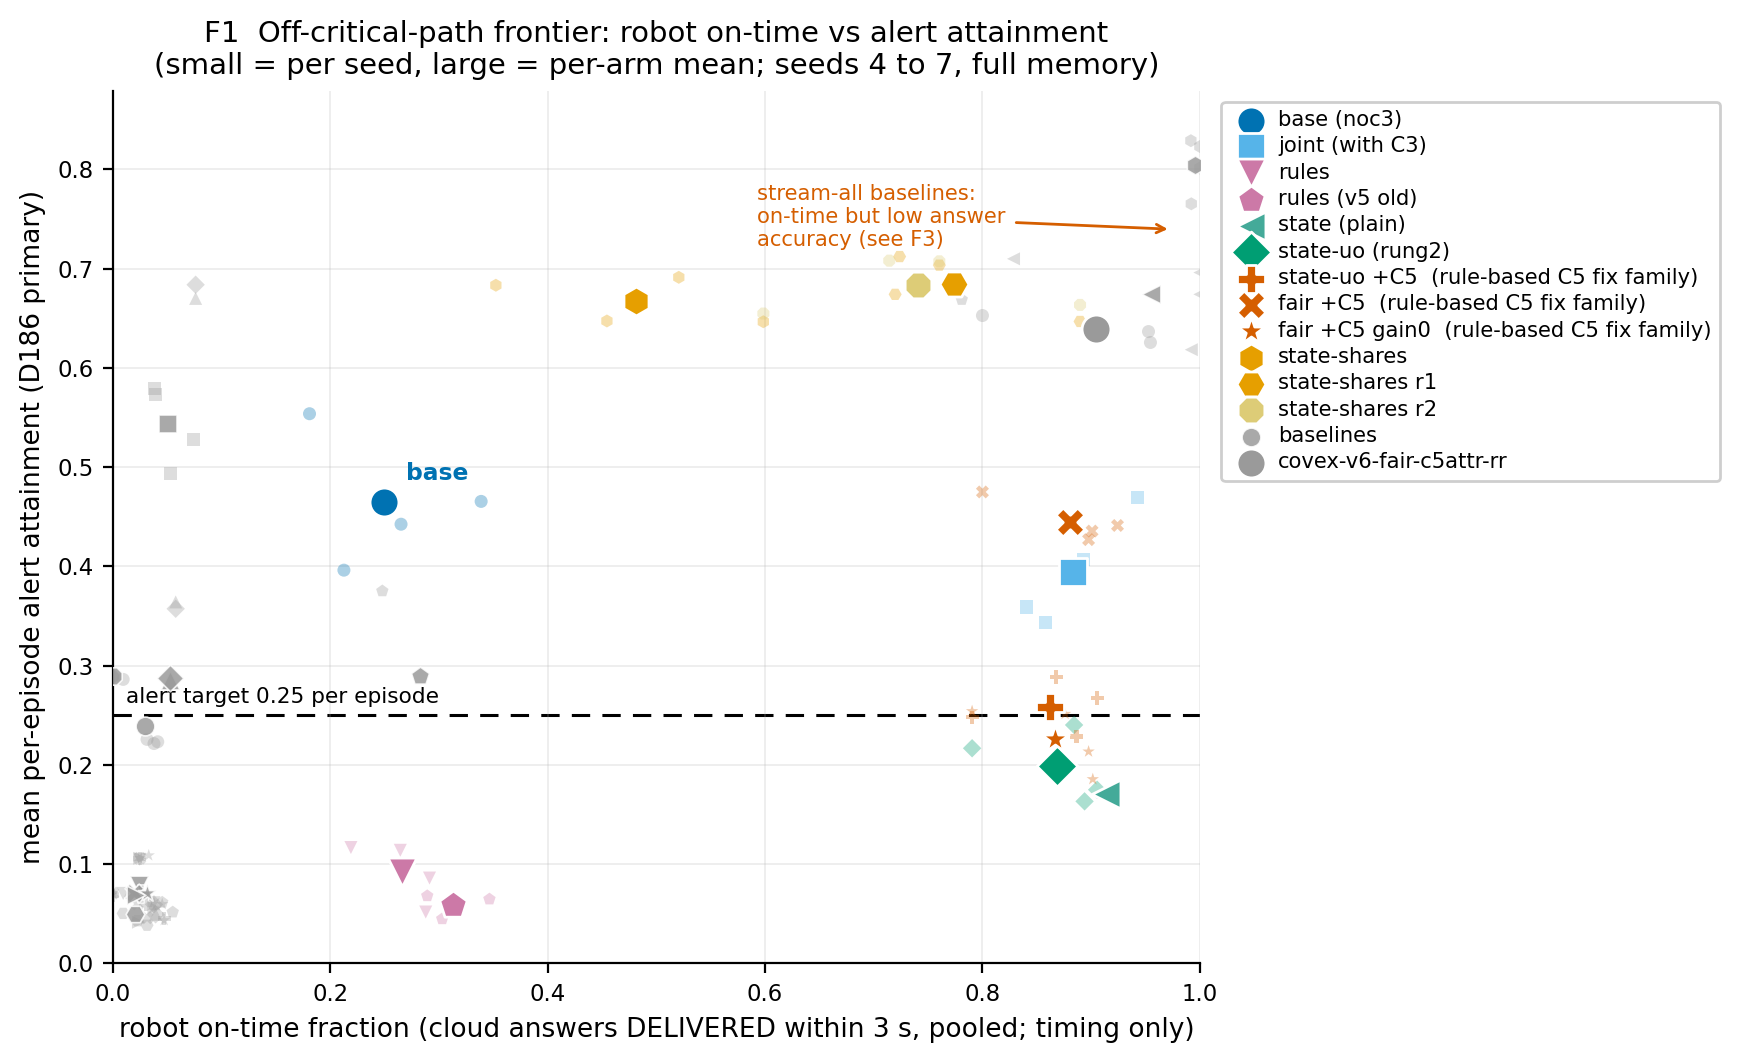 F1 Off-critical-path frontier: robot on-time vs alert attainment
(small = per seed, large = per-arm mean; seeds 4 to 7, full memory)
mean per-episode alert attainment (D186 primary)
0.8
0.7
0.6
0.5
0.4
0.3
0.2
0.1
0.0
stream-all baselines:
on-time but low answer
accuracy (see F3)
base
alert target 0.25 per episode
0.0 0.2 0.4 0.6 0.8 1.0
robot on-time fraction (cloud answers DELIVERED within 3 s, pooled; timing only)
base (noc3)
joint (with C3)
rules
rules (v5 old)
state (plain)
state-uo (rung2)
state-uo +C5 (rule-based C5 fix family)
fair +C5 (rule-based C5 fix family)
fair +C5 gain0 (rule-based C5 fix family)
state-shares
state-shares r1
state-shares r2
baselines
covex-v6-fair-c5attr-rr